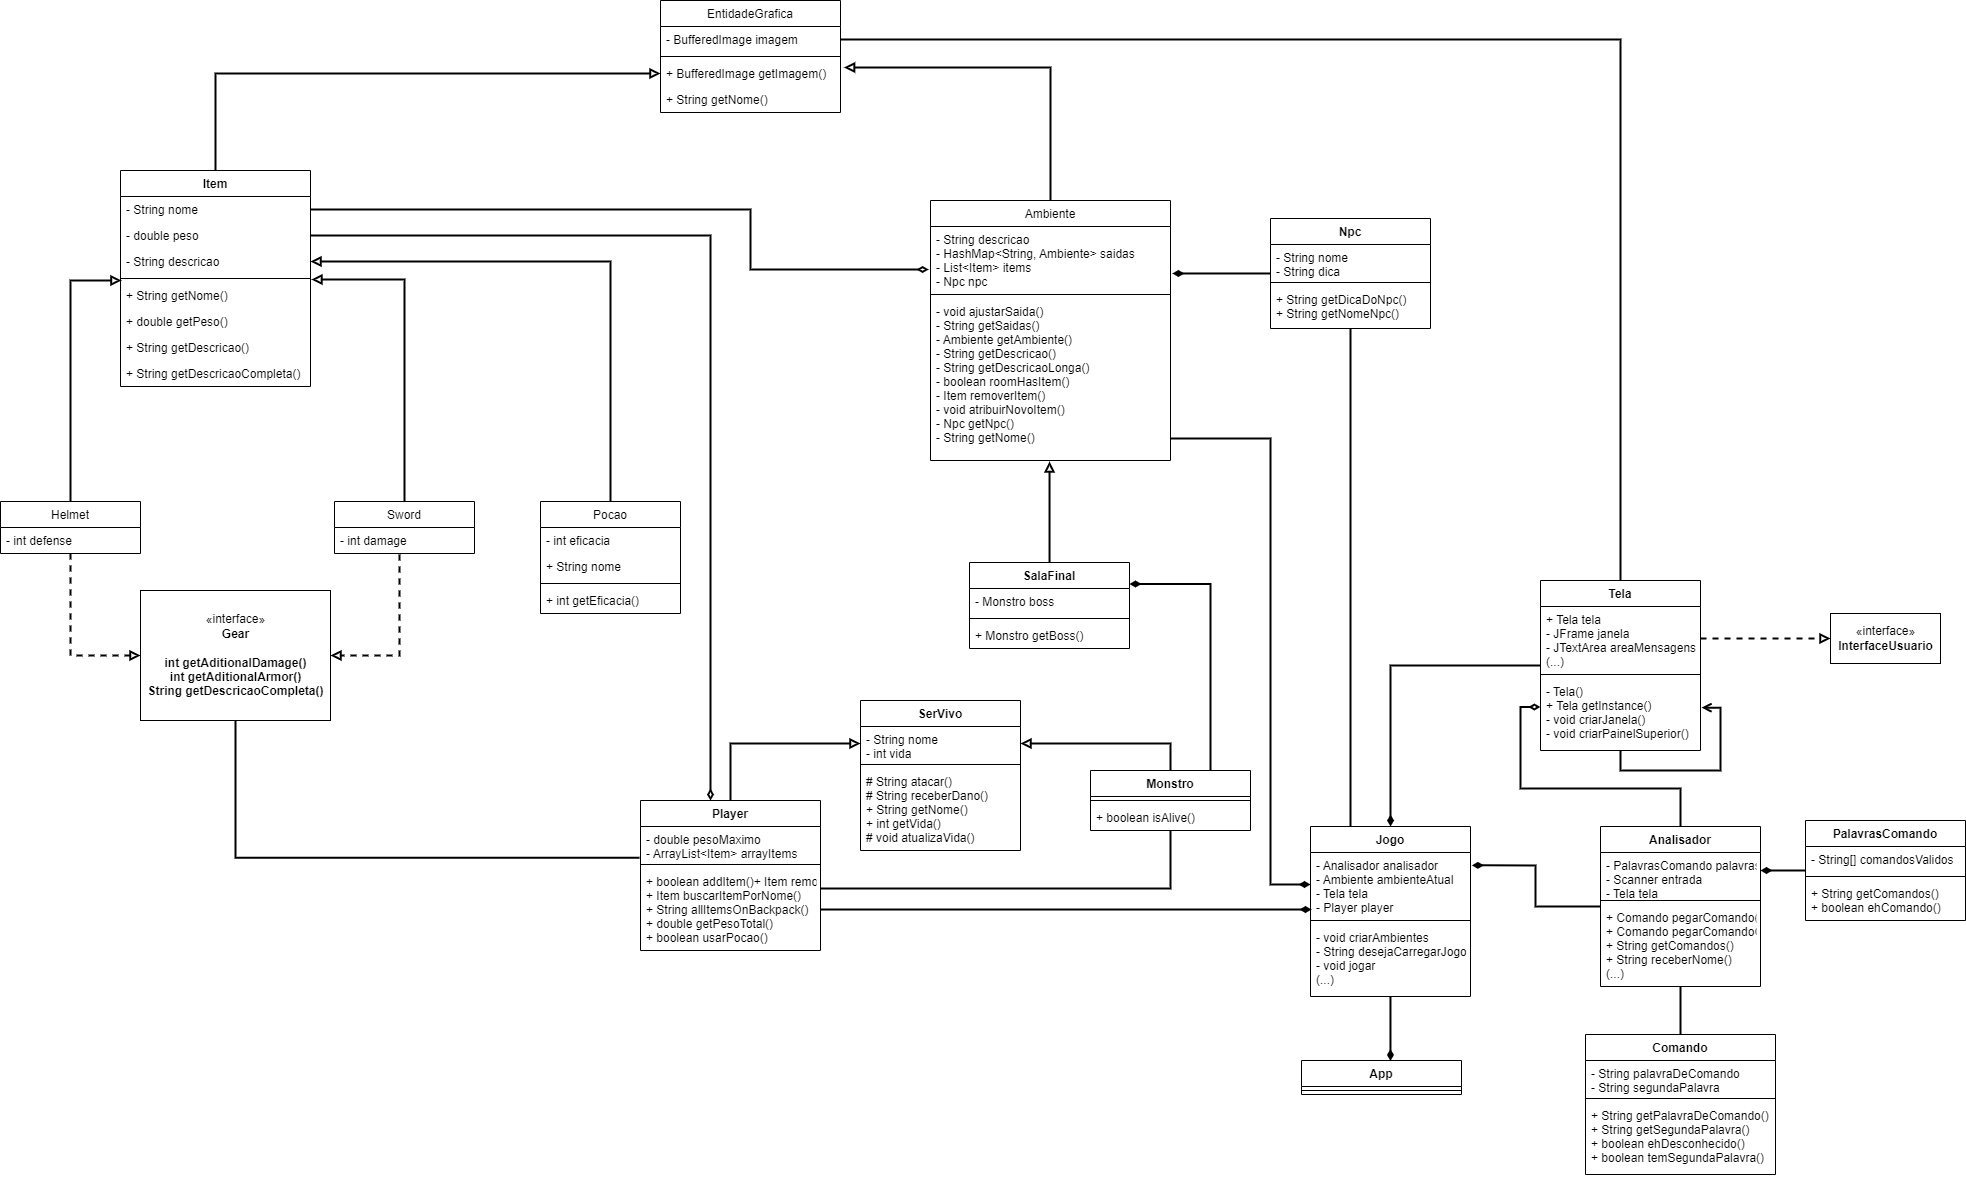 EntidadeGrafica
- BufferedImage imagem
+ BufferedImage getImagem()
+ String getNome()
Item
- String nome
- double peso
- String descricao
+ String getNome()
+ double getPeso()
+ String getDescricao()
+ String getDescricaoCompleta()
Ambiente
- String descricao
- HashMap<String, Ambiente> saidas
- List<Item> items
- Npc npc
- void ajustarSaida()
- String getSaidas()
- Ambiente getAmbiente()
- String getDescricao()
- String getDescricaoLonga()
- boolean roomHasItem()
- Item removerItem()
- void atribuirNovoItem()
- Npc getNpc()
- String getNome()
Npc
- String nome
- String dica
+ String getDicaDoNpc()
+ String getNomeNpc()
Helmet
- int defense
Sword
- int damage
Pocao
- int eficacia
+ String nome
+ int getEficacia()
«interface»
Gear
int getAditionalDamage()
int getAditionalArmor()
String getDescricaoCompleta()
SalaFinal
- Monstro boss
+ Monstro getBoss()
Tela
+ Tela tela
- JFrame janela
- JTextArea areaMensagens
(...)
- Tela()
+ Tela getInstance()
- void criarJanela()
- void criarPainelSuperior()
«interface»
InterfaceUsuario
SerVivo
- String nome
- int vida
# String atacar()
# String receberDano()
+ String getNome()
+ int getVida()
# void atualizaVida()
Monstro
+ boolean isAlive()
Player
- double pesoMaximo
- ArrayList<Item> arrayItems
+ boolean addItem()+ Item remo
+ Item buscarItemPorNome()
+ String allItemsOnBackpack()
+ double getPesoTotal()
+ boolean usarPocao()
Jogo
- Analisador analisador
- Ambiente ambienteAtual
- Tela tela
- Player player
- void criarAmbientes
- String desejaCarregarJogo
- void jogar
(...)
Analisador
- PalavrasComando palavras
- Scanner entrada
- Tela tela
+ Comando pegarComando(
+ Comando pegarComando(
+ String getComandos()
+ String receberNome()
(...)
PalavrasComando
- String[] comandosValidos
+ String getComandos()
+ boolean ehComando()
App
Comando
- String palavraDeComando
- String segundaPalavra
+ String getPalavraDeComando()
+ String getSegundaPalavra()
+ boolean ehDesconhecido()
+ boolean temSegundaPalavra()